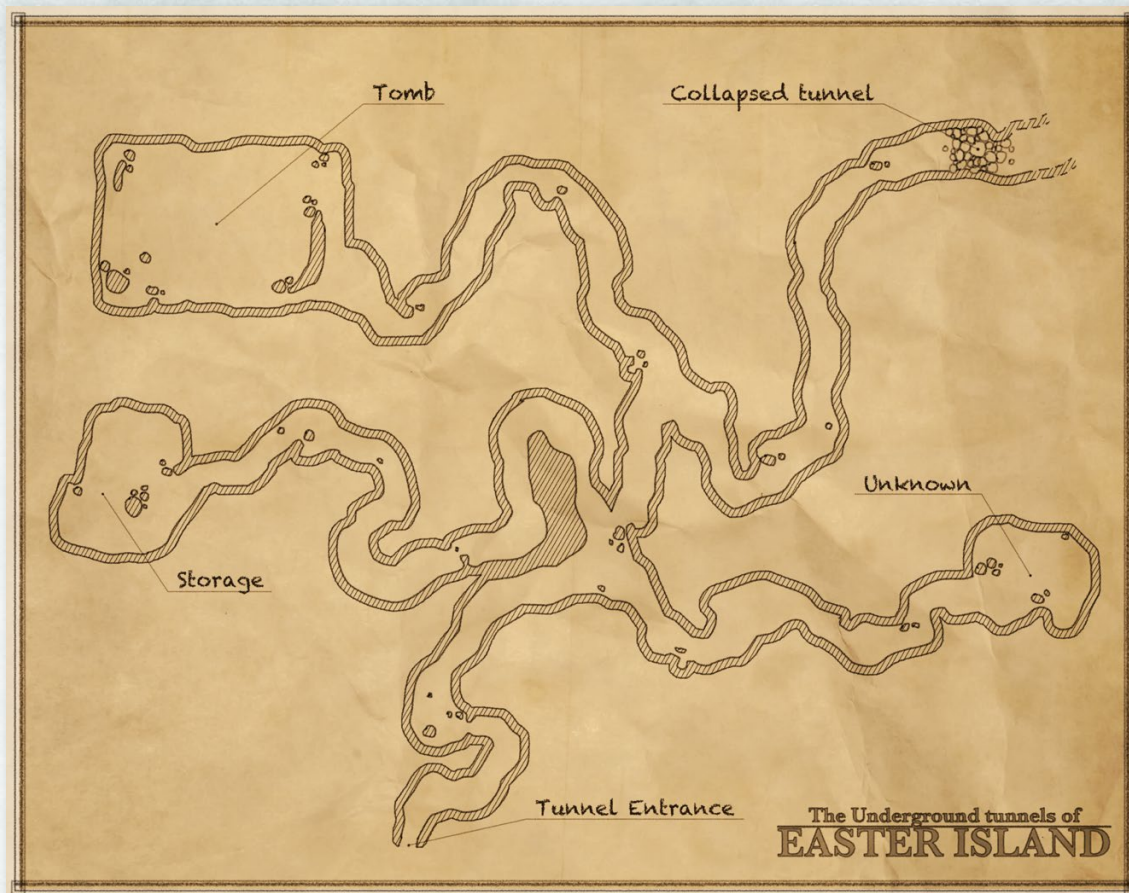 Tomb
Collapsed tunnel
Unknown
Storage
Tunnel Entrance
The Underground tunnels of
EASTER ISLAND